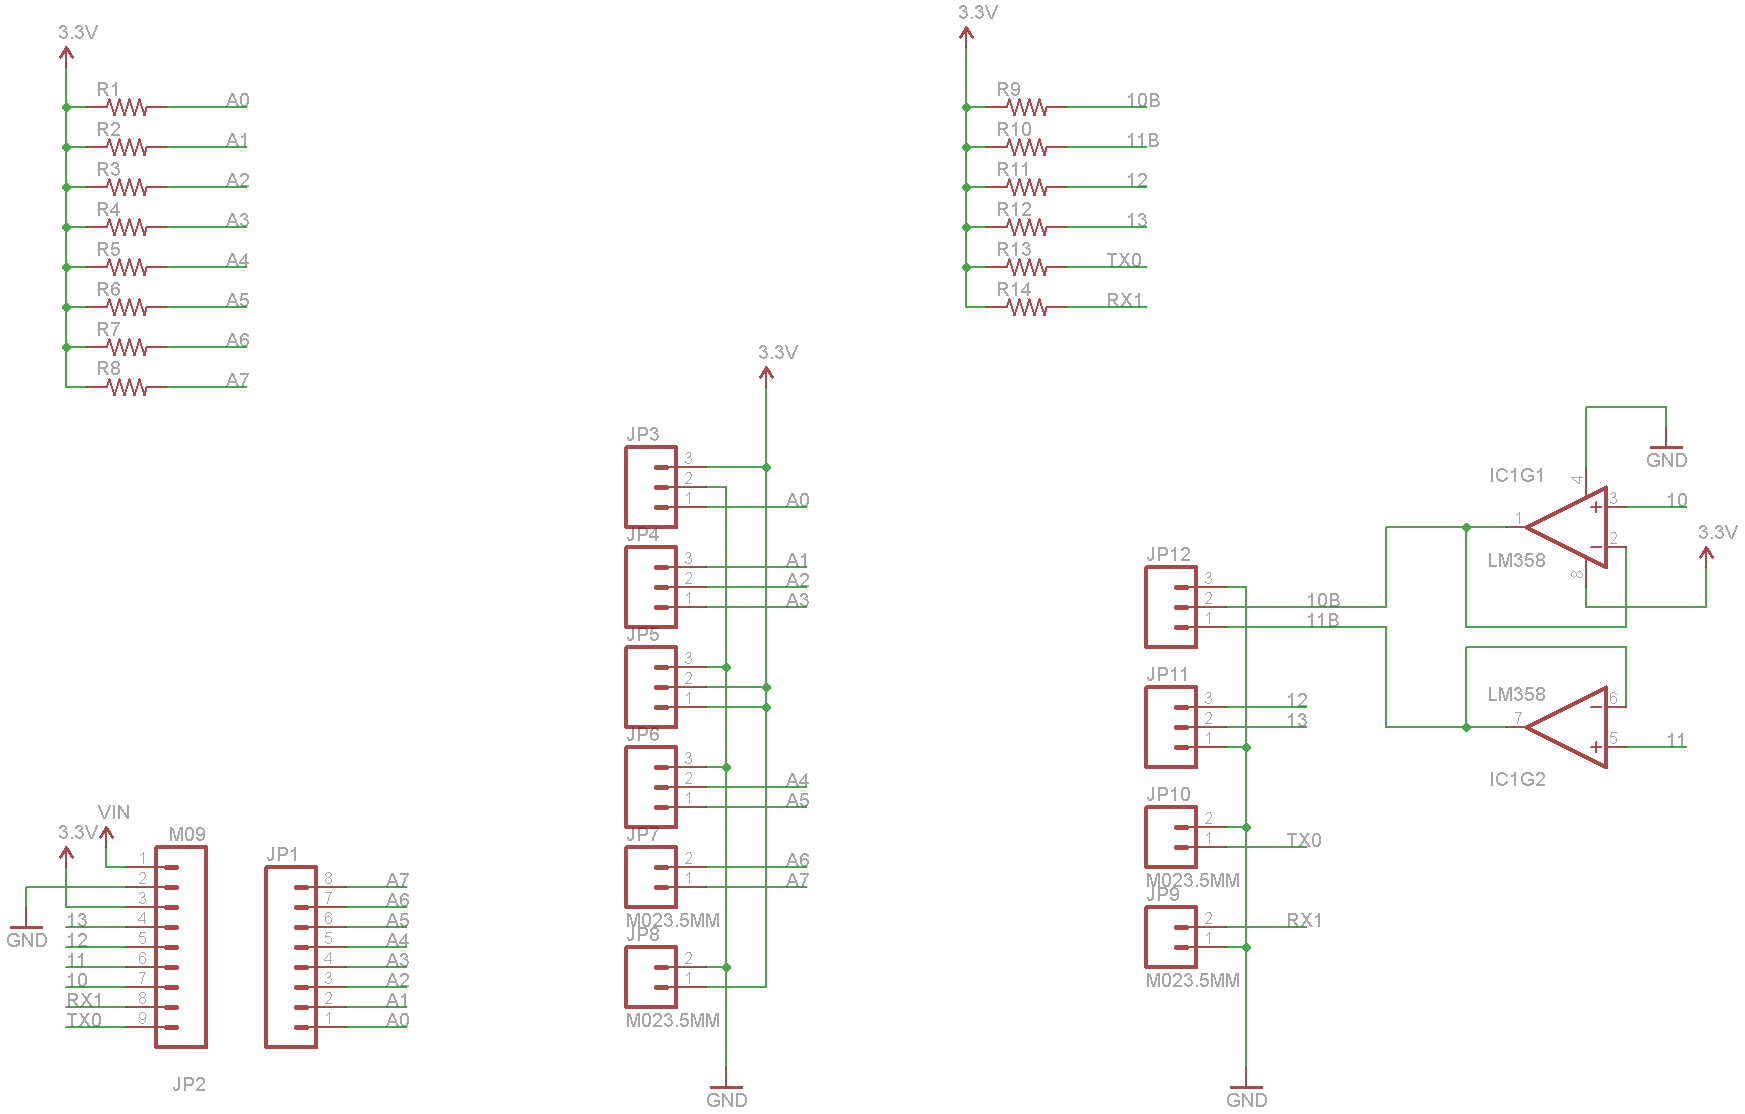 3.3V
R1 A0
R2 A1
R3 A2
R4 A3
R5 A4
R6 A5
R7 A6
R8 A7
3.3V
R9 10B
R10 11B
R11 12
R12 13
R13 TX0
R14 RX1
3.3V
JP3
3
2
1 A0
JP4
3 A1
2 A2
1 A3
JP5
3
2
1
JP6
3
2 A4
1 A5
JP7
2 A6
1 A7
M023.5MM
JP8
2
1
M023.5MM
GND
GND
IC1G1
4
+ 3 10
1
- 2
LM358
8
3.3V
JP12
3
2 10B
1 11B
JP11
3 12
2 13
1
JP10
2
1 TX0
M023.5MM
JP9
2 RX1
1
M023.5MM
GND
LM358
- 6
7
+ 5 11
IC1G2
VIN
3.3V
M09
1
2
3
13 4
12 5
11 6
10 7
RX1 8
TX0 9
GND
JP2
JP1
8 A7
7 A6
6 A5
5 A4
4 A3
3 A2
2 A1
1 A0